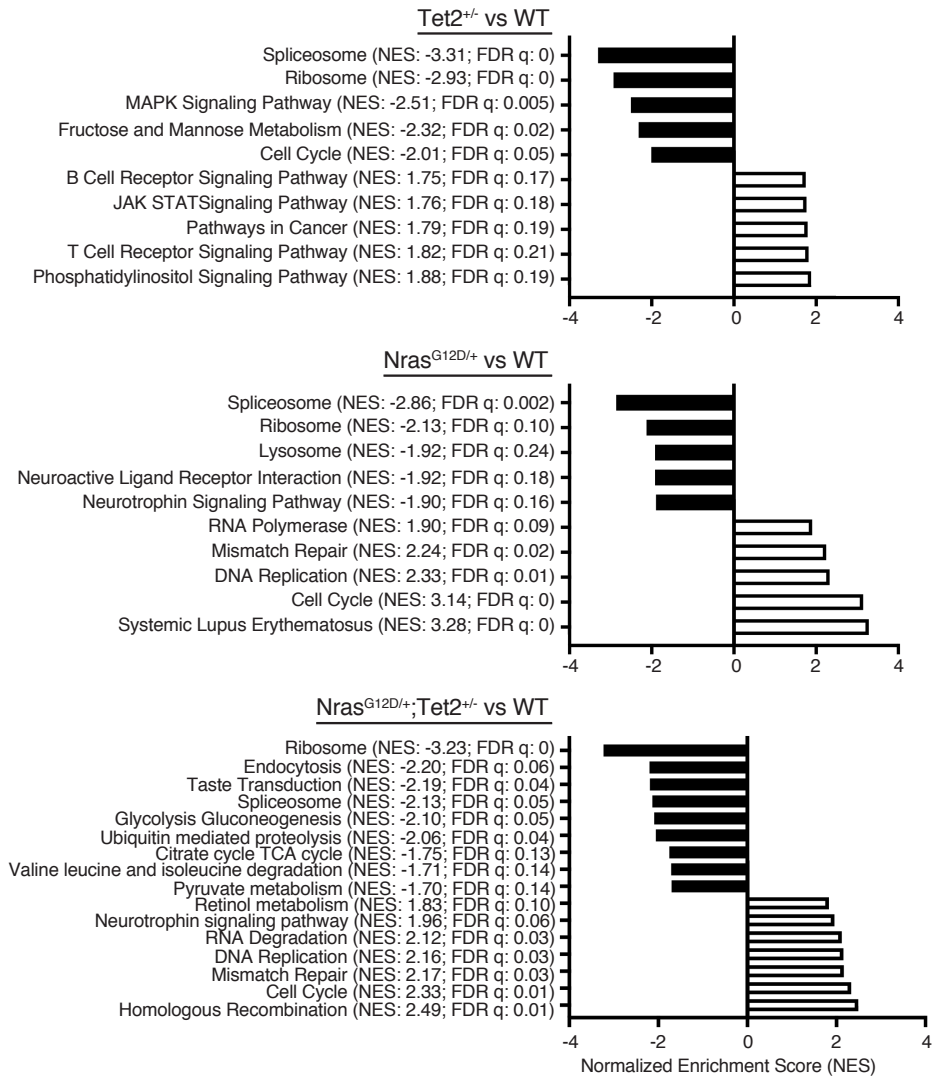 Tet2+/- vs WT
Spliceosome (NES: -3.31; FDR q: 0)
Ribosome (NES: -2.93; FDR q: 0)
MAPK Signaling Pathway (NES: -2.51; FDR q: 0.005)
Fructose and Mannose Metabolism (NES: -2.32; FDR q: 0.02)
Cell Cycle (NES: -2.01; FDR q: 0.05)
B Cell Receptor Signaling Pathway (NES: 1.75; FDR q: 0.17)
JAK STATSignaling Pathway (NES: 1.76; FDR q: 0.18)
Pathways in Cancer (NES: 1.79; FDR q: 0.19)
T Cell Receptor Signaling Pathway (NES: 1.82; FDR q: 0.21)
Phosphatidylinositol Signaling Pathway (NES: 1.88; FDR q: 0.19)
-4 -2 0 2 4
NrasG12D/+ vs WT
Spliceosome (NES: -2.86; FDR q: 0.002)
Ribosome (NES: -2.13; FDR q: 0.10)
Lysosome (NES: -1.92; FDR q: 0.24)
Neuroactive Ligand Receptor Interaction (NES: -1.92; FDR q: 0.18)
Neurotrophin Signaling Pathway (NES: -1.90; FDR q: 0.16)
RNA Polymerase (NES: 1.90; FDR q: 0.09)
Mismatch Repair (NES: 2.24; FDR q: 0.02)
DNA Replication (NES: 2.33; FDR q: 0.01)
Cell Cycle (NES: 3.14; FDR q: 0)
Systemic Lupus Erythematosus (NES: 3.28; FDR q: 0)
-4 -2 0 2 4
NrasG12D/+;Tet2+/- vs WT
Ribosome (NES: -3.23; FDR q: 0)
Endocytosis (NES: -2.20; FDR q: 0.06)
Taste Transduction (NES: -2.19; FDR q: 0.04)
Spliceosome (NES: -2.13; FDR q: 0.05)
Glycolysis Gluconeogenesis (NES: -2.10; FDR q: 0.05)
Ubiquitin mediated proteolysis (NES: -2.06; FDR q: 0.04)
Citrate cycle TCA cycle (NES: -1.75; FDR q: 0.13)
Valine leucine and isoleucine degradation (NES: -1.71; FDR q: 0.14)
Pyruvate metabolism (NES: -1.70; FDR q: 0.14)
Retinol metabolism (NES: 1.83; FDR q: 0.10)
Neurotrophin signaling pathway (NES: 1.96; FDR q: 0.06)
RNA Degradation (NES: 2.12; FDR q: 0.03)
DNA Replication (NES: 2.16; FDR q: 0.03)
Mismatch Repair (NES: 2.17; FDR q: 0.03)
Cell Cycle (NES: 2.33; FDR q: 0.01)
Homologous Recombination (NES: 2.49; FDR q: 0.01)
-4 -2 0 2 4
Normalized Enrichment Score (NES)